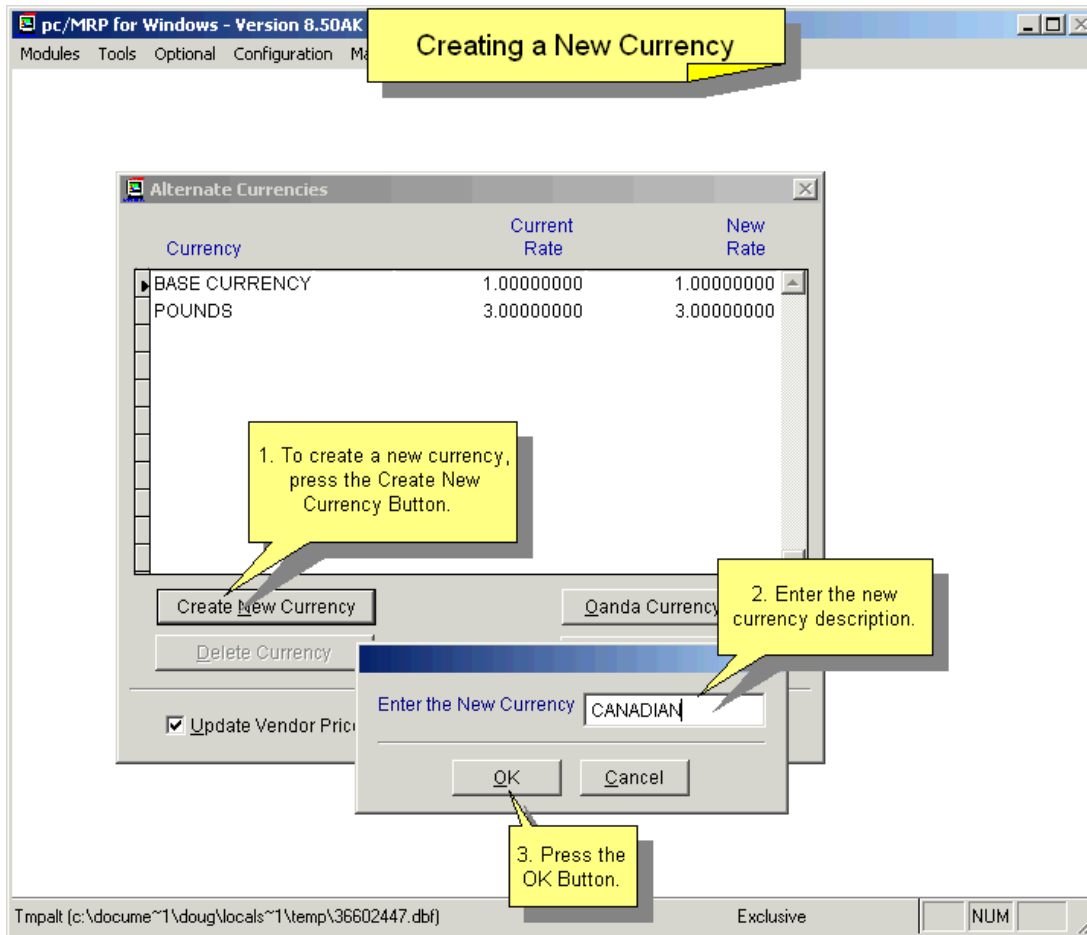 pc/MRP for Windows - Version 8.50AK
Creating a New Currency
Modules Tools Optional Configuration
Alternate Currencies
Currency Current Rate New Rate
BASE CURRENCY 1.00000000 1.00000000
POUNDS 3.00000000 3.00000000
1. To create a new currency,
press the Create New
Currency Button.
Create New Currency
Oanda Currency
2. Enter the new
currency description.
Delete Currency
Enter the New Currency CANADIAN
Update Vendor
OK Cancel
3. Press the
OK Button.
Tmpalt (c:\docume~1\doug\locals~1\temp\36602447.dbf) Exclusive NUM